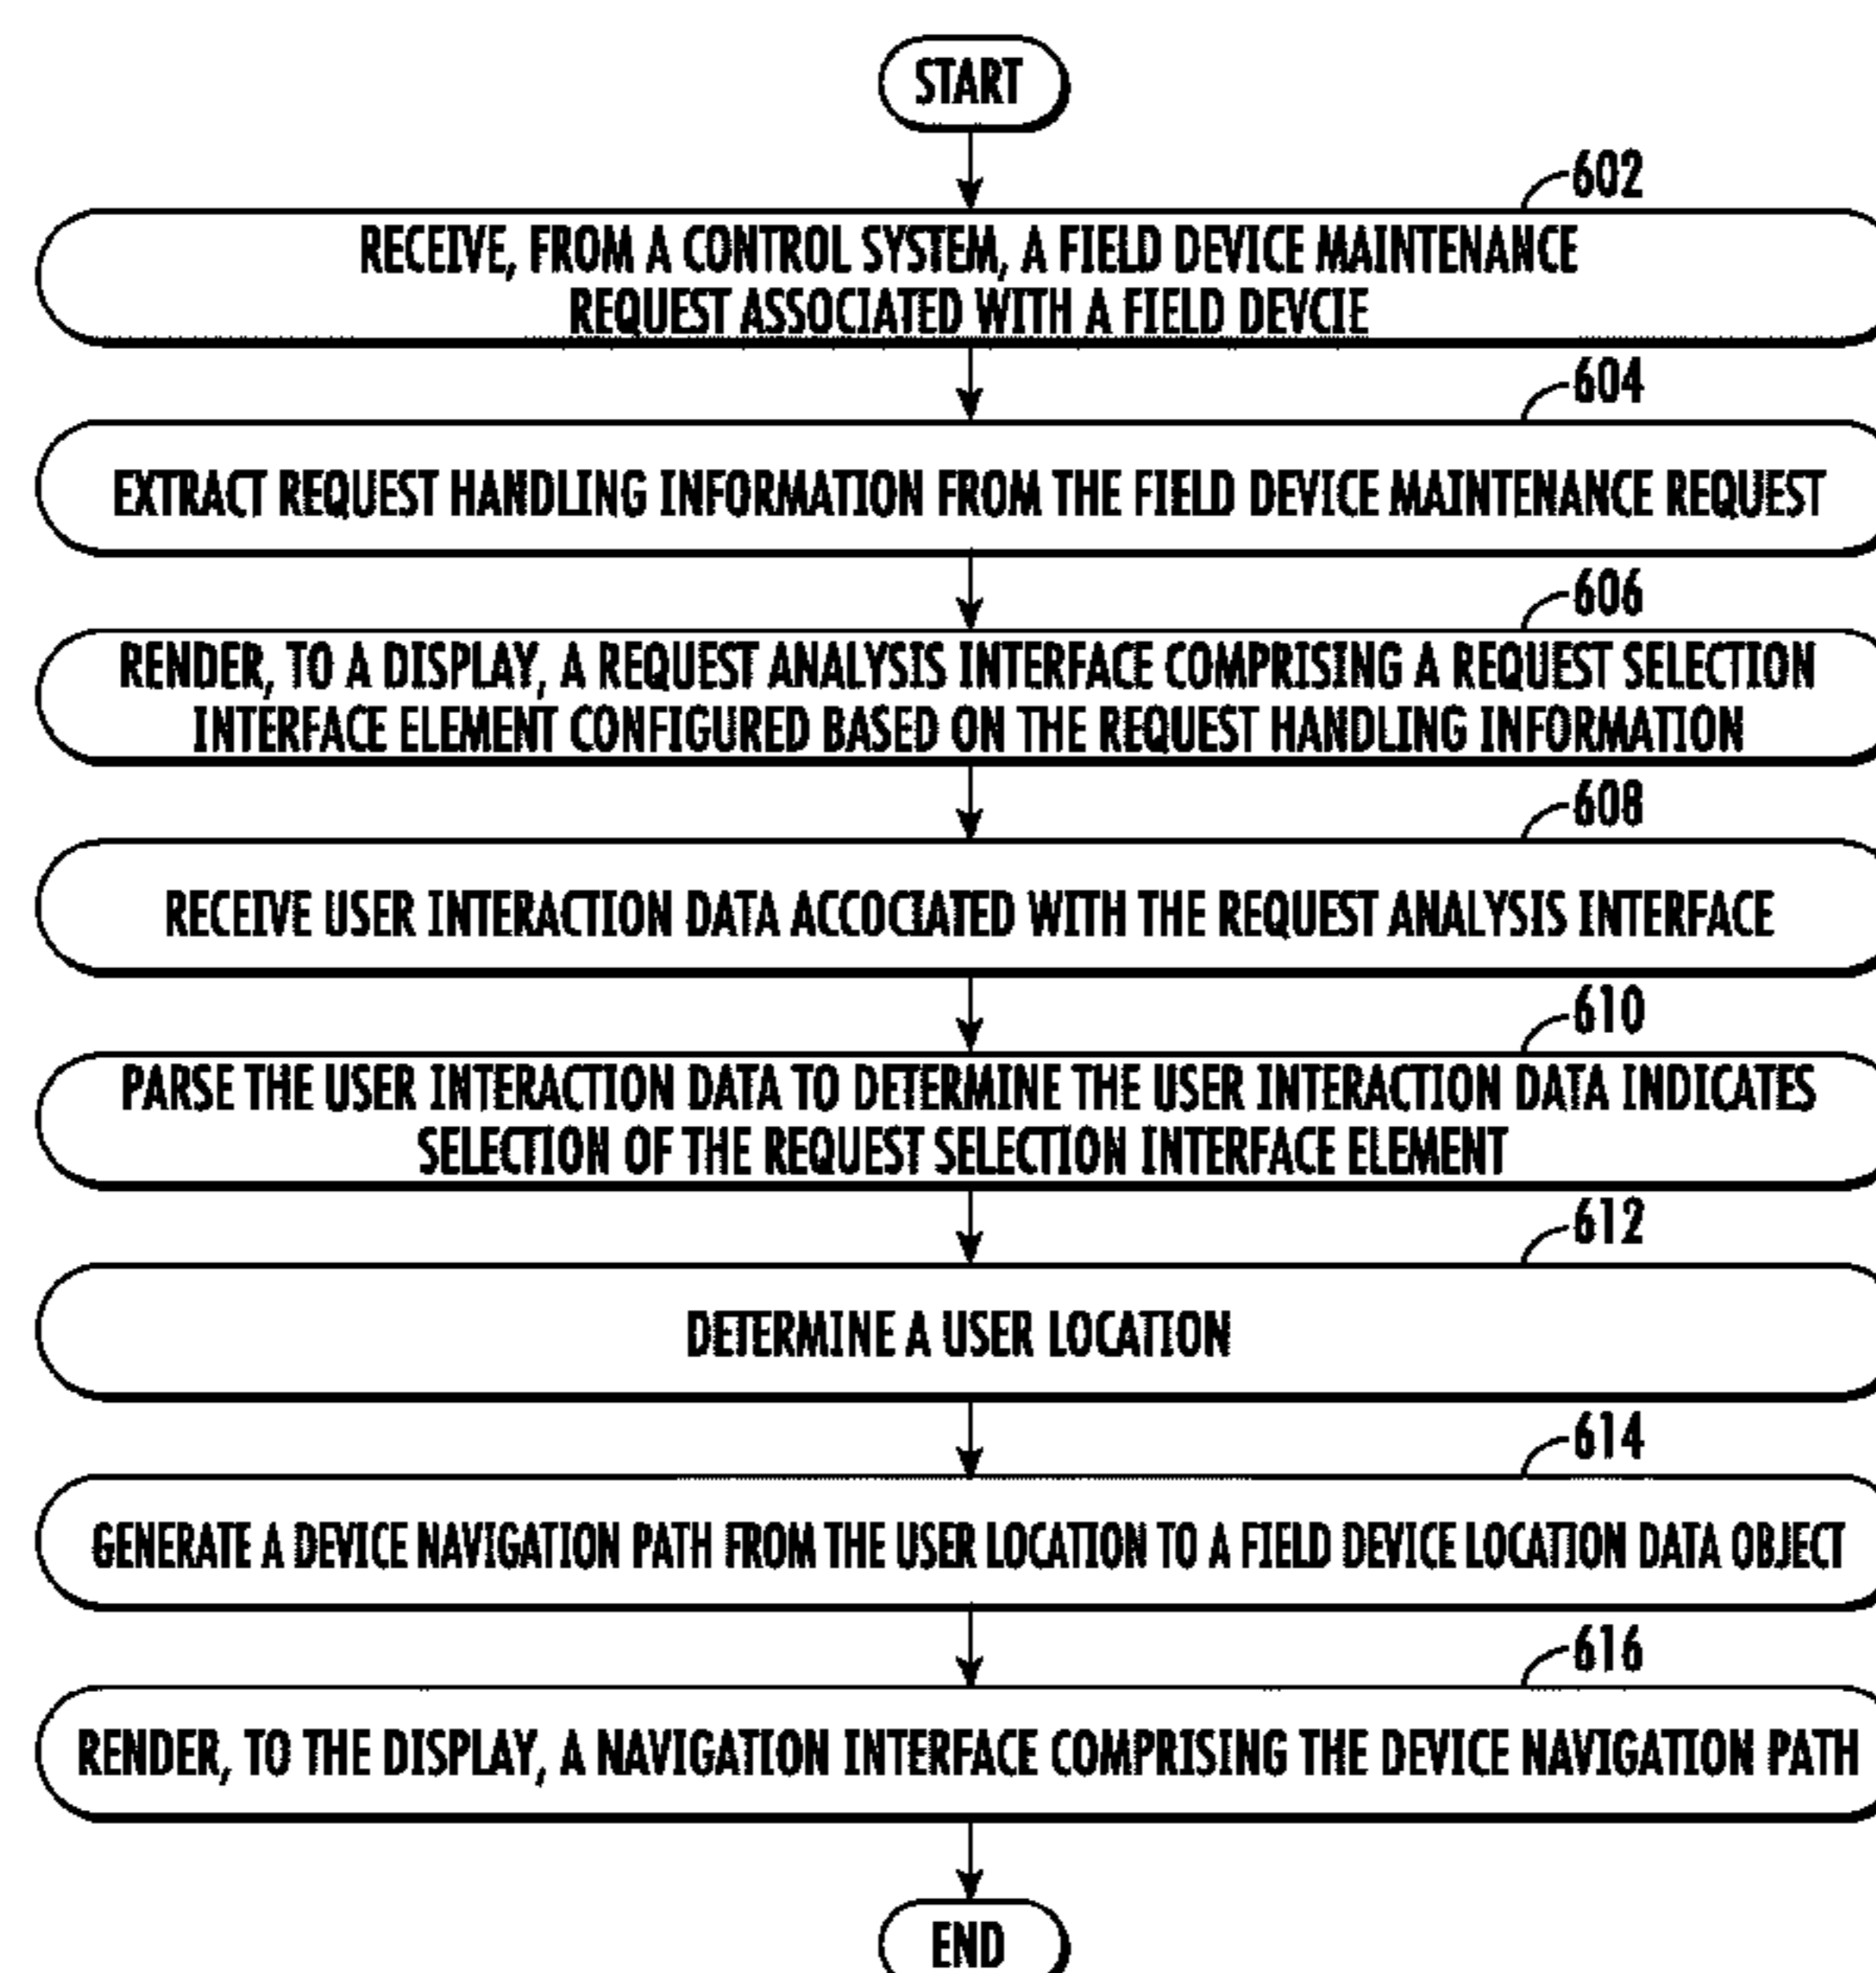 START
602
RECEIVE, FROM A CONTROL SYSTEM, A FIELD DEVICE MAINTENANCE
REQUEST ASSOCIATED WITH A FIELD DEVCIE
604
EXTRACT REQUEST HANDLING INFORMATION FROM THE FIELD DEVICE MAINTENANCE REQUEST
606
RENDER, TO A DISPLAY, A REQUEST ANALYSIS INTERFACE COMPRISING A REQUEST SELECTION
INTERFACE ELEMENT CONFIGURED BASED ON THE REQUEST HANDLING INFORMATION
608
RECEIVE USER INTERACTION DATA ACCOCIATED WITH THE REQUEST ANALYSIS INTERFACE
610
PARSE THE USER INTERACTION DATA TO DETERMINE THE USER INTERACTION DATA INDICATES
SELECTION OF THE REQUEST SELECTION INTERFACE ELEMENT
612
DETERMINE A USER LOCATION
614
GENERATE A DEVICE NAVIGATION PATH FROM THE USER LOCATION TO A FIELD DEVICE LOCATION DATA OBJECT
616
RENDER, TO THE DISPLAY, A NAVIGATION INTERFACE COMPRISING THE DEVICE NAVIGATION PATH
END